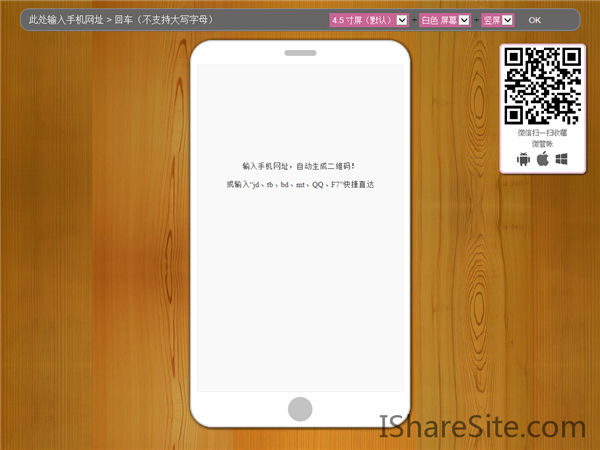 此处输入手机网址 > 回车（不支持大写字母）
4.5 寸屏（默认） + 白色 屏幕 + 竖屏 OK
微信扫一扫收藏
微管帐
输入手机网址，自动生成二维码！
或输入“jd、tb、bd、mt、QQ、F7”快捷直达
IShareSite.com